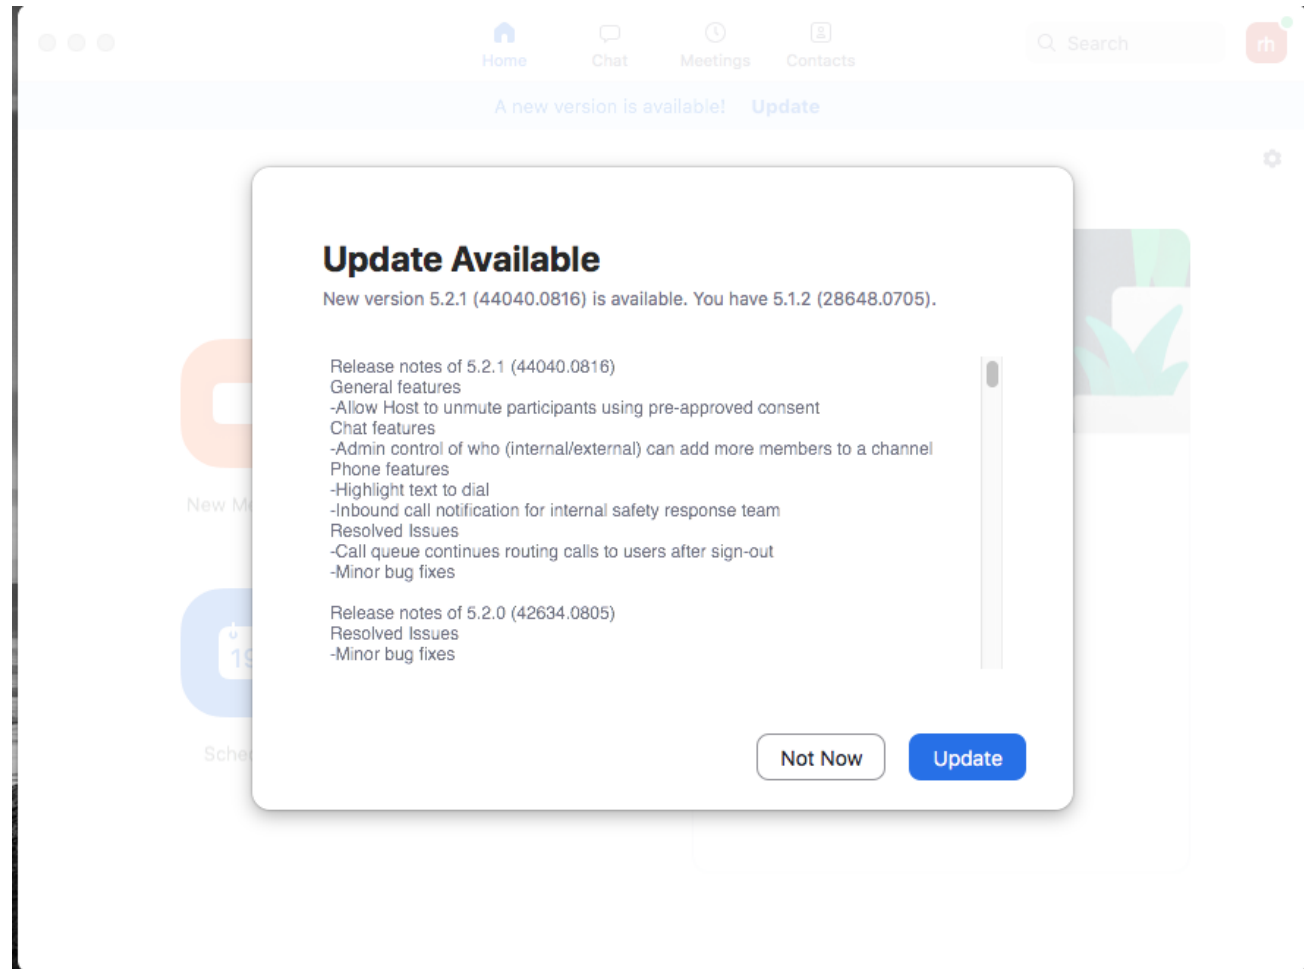 Home
Chat
Meetings
Contacts
Search
rh
A new version is available! Update
Update Available
New version 5.2.1 (44040.0816) is available. You have 5.1.2 (28648.0705).
Release notes of 5.2.1 (44040.0816)
General features
-Allow Host to unmute participants using pre-approved consent
Chat features
-Admin control of who (internal/external) can add more members to a channel
Phone features
-Highlight text to dial
-Inbound call notification for internal safety response team
Resolved Issues
-Call queue continues routing calls to users after sign-out
-Minor bug fixes
Release notes of 5.2.0 (42634.0805)
Resolved Issues
-Minor bug fixes
New M
19
Sche
Not Now
Update